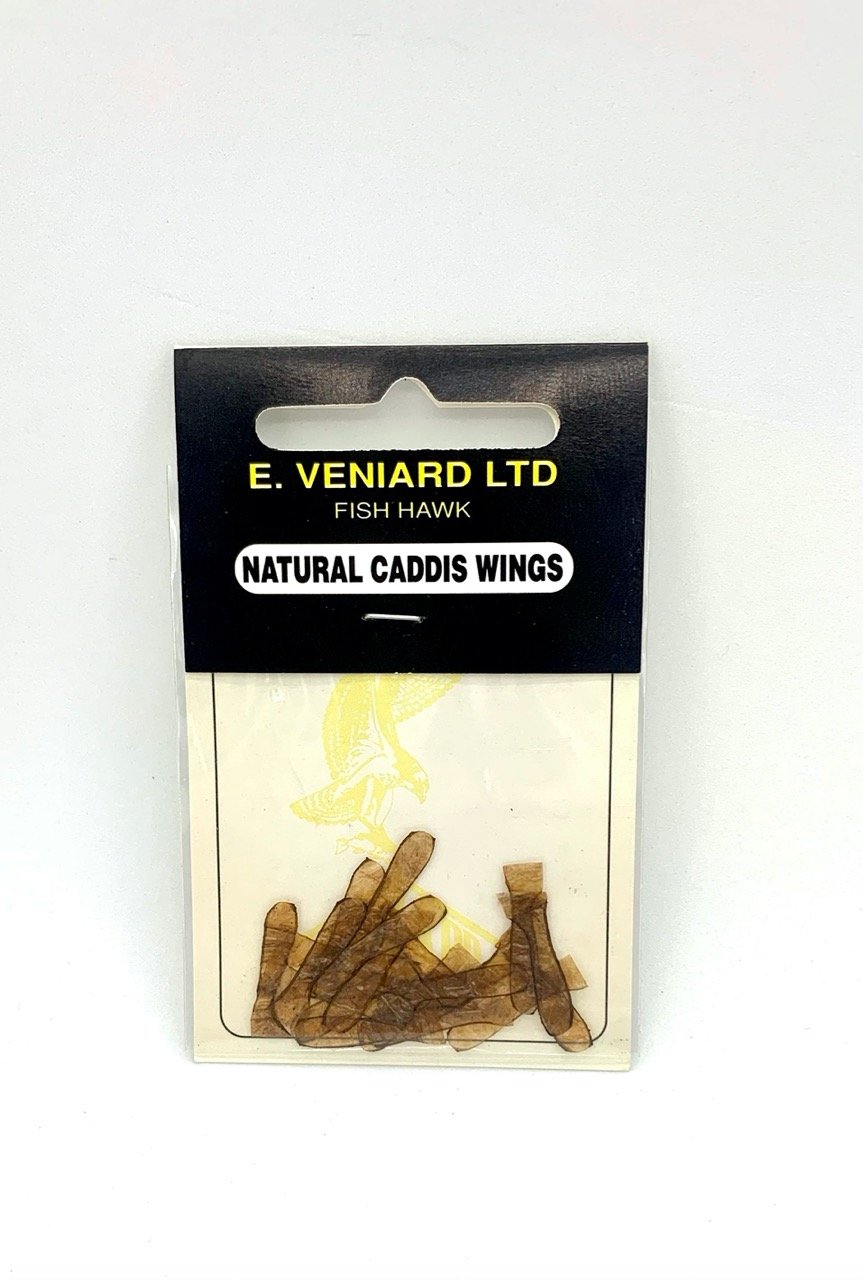 E. VENIARD LTD
FISH HAWK
NATURAL CADDIS WINGS